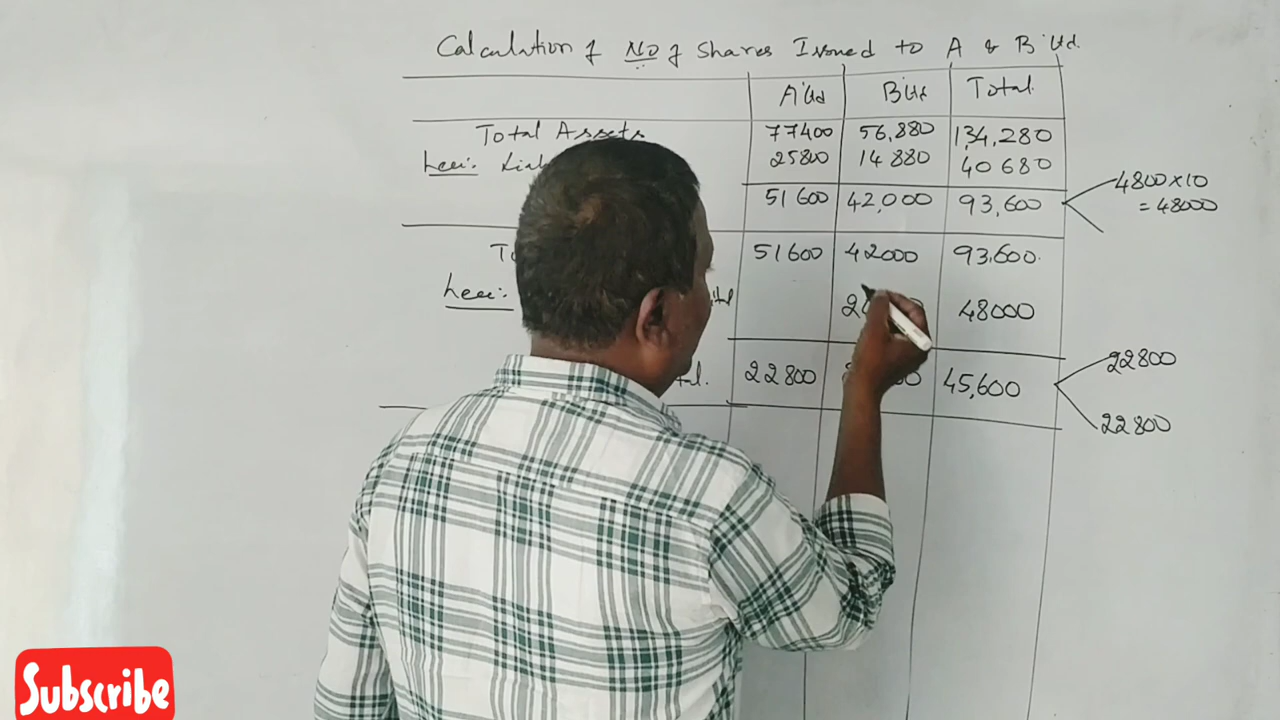 Calculation of No of Shares Issued to A & B Ltd.
A Ltd B Ltd Total
Total Assets 77400 56,880 134,280
Less: 25800 14880 40680
51600 42,000 93,600
4800 x 10
= 48000
51600 42000 93,600.
Less: 48000
22800 45,600
22800
22800
Subscribe